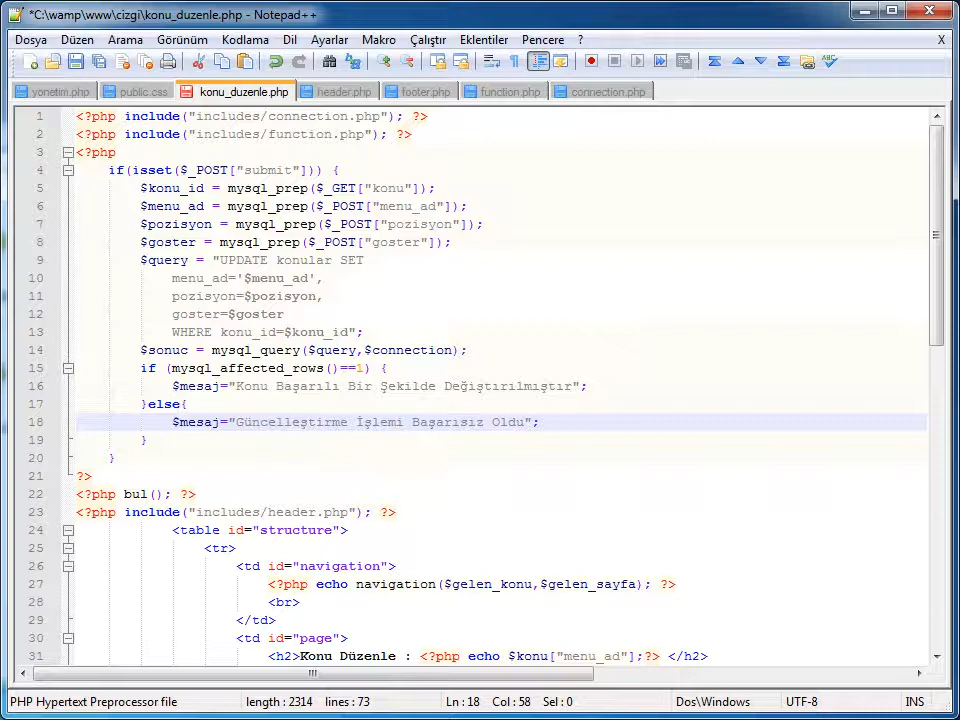 *C:\wamp\www\cizgi\konu_duzenle.php - Notepad++
Dosya Düzen Arama Görünüm Kodlama Dil Ayarlar Makro Çalıştır Eklentiler Pencere ? X
yonetim.php public.css konu_duzenle.php header.php footer.php function.php connection.php
1 <?php include("includes/connection.php"); ?>
2 <?php include("includes/function.php"); ?>
3 <?php
4 if(isset($_POST["submit"])) {
5 $konu_id = mysql_prep($_GET["konu"]);
6 $menu_ad = mysql_prep($_POST["menu_ad"]);
7 $pozisyon = mysql_prep($_POST["pozisyon"]);
8 $goster = mysql_prep($_POST["goster"]);
9 $query = "UPDATE konular SET
10 menu_ad='$menu_ad',
11 pozisyon=$pozisyon,
12 goster=$goster
13 WHERE konu_id=$konu_id";
14 $sonuc = mysql_query($query,$connection);
15 if (mysql_affected_rows()==1) {
16 $mesaj="Konu Başarılı Bir Şekilde Değiştirilmiştır";
17 }else{
18 $mesaj="Güncelleştirme İşlemi Başarısız Oldu";
19 }
20 }
21 ?>
22 <?php bul(); ?>
23 <?php include("includes/header.php"); ?>
24 <table id="structure">
25 <tr>
26 <td id="navigation">
27 <?php echo navigation($gelen_konu,$gelen_sayfa); ?>
28 <br>
29 </td>
30 <td id="page">
31 <h2>Konu Düzenle : <?php echo $konu["menu_ad"];?> </h2>
PHP Hypertext Preprocessor file length : 2314 lines : 73 Ln : 18 Col : 58 Sel : 0 Dos\Windows UTF-8 INS